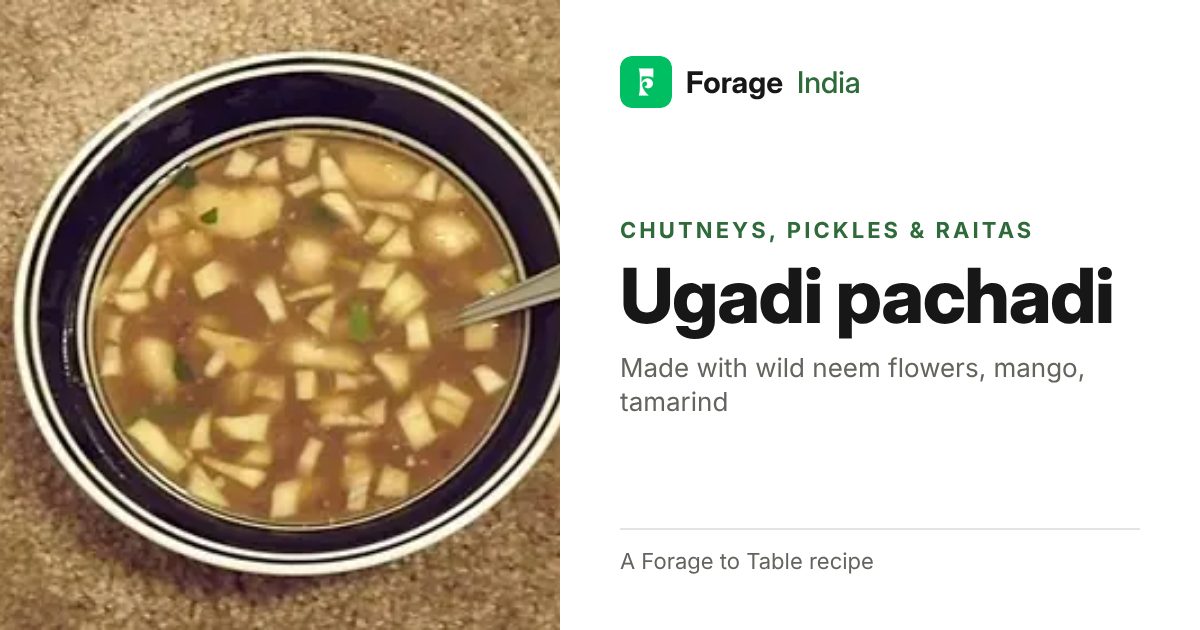 Forage India
CHUTNEYS, PICKLES & RAITAS
Ugadi pachadi
Made with wild neem flowers, mango,
tamarind
A Forage to Table recipe